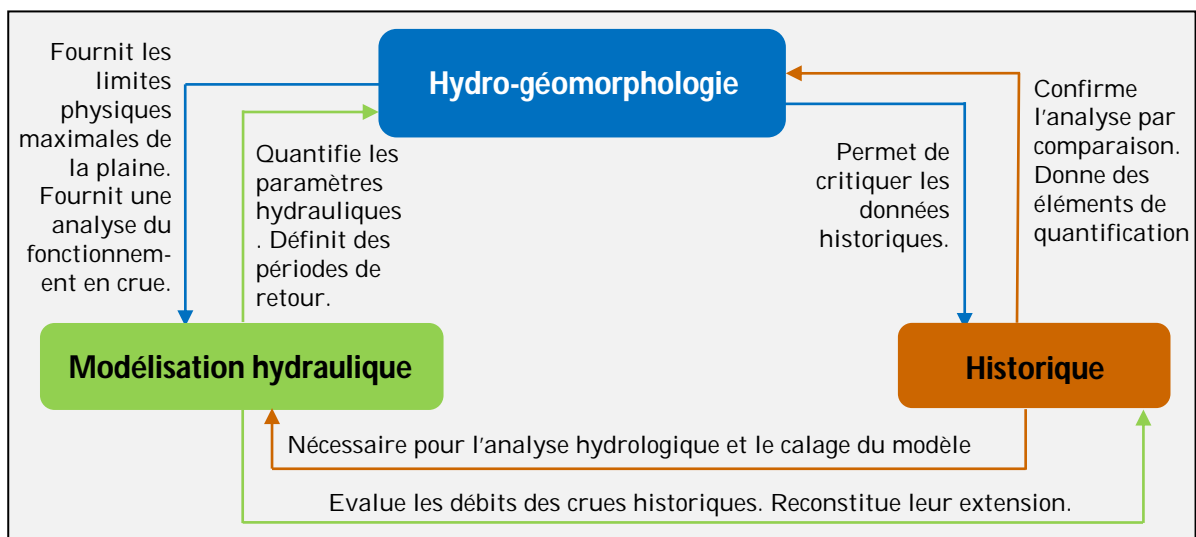 Hydro-géomorphologie
Fournit les
limites
physiques
maximales de
la plaine.
Fournit une
analyse du
fonctionnem-
ent en crue.
Quantifie les
paramètres
hydrauliques
. Définit des
périodes de
retour.
Permet de
critiquer les
données
historiques.
Confirme
l'analyse par
comparaison.
Donne des
éléments de
quantification
Modélisation hydraulique
Historique
Nécessaire pour l'analyse hydrologique et le calage du modèle
Evalue les débits des crues historiques. Reconstitue leur extension.